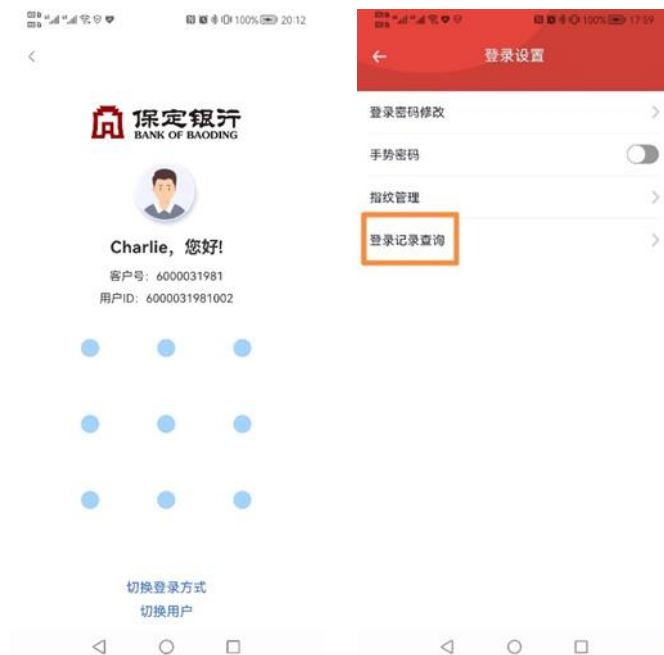 100% 20:12
保定银行
BANK OF BAODING
Charlie，您好!
客户号：6000031981
用户ID：6000031981002
切换登录方式
切换用户
100% 17:59
登录设置
登录密码修改
手势密码
指纹管理
登录记录查询